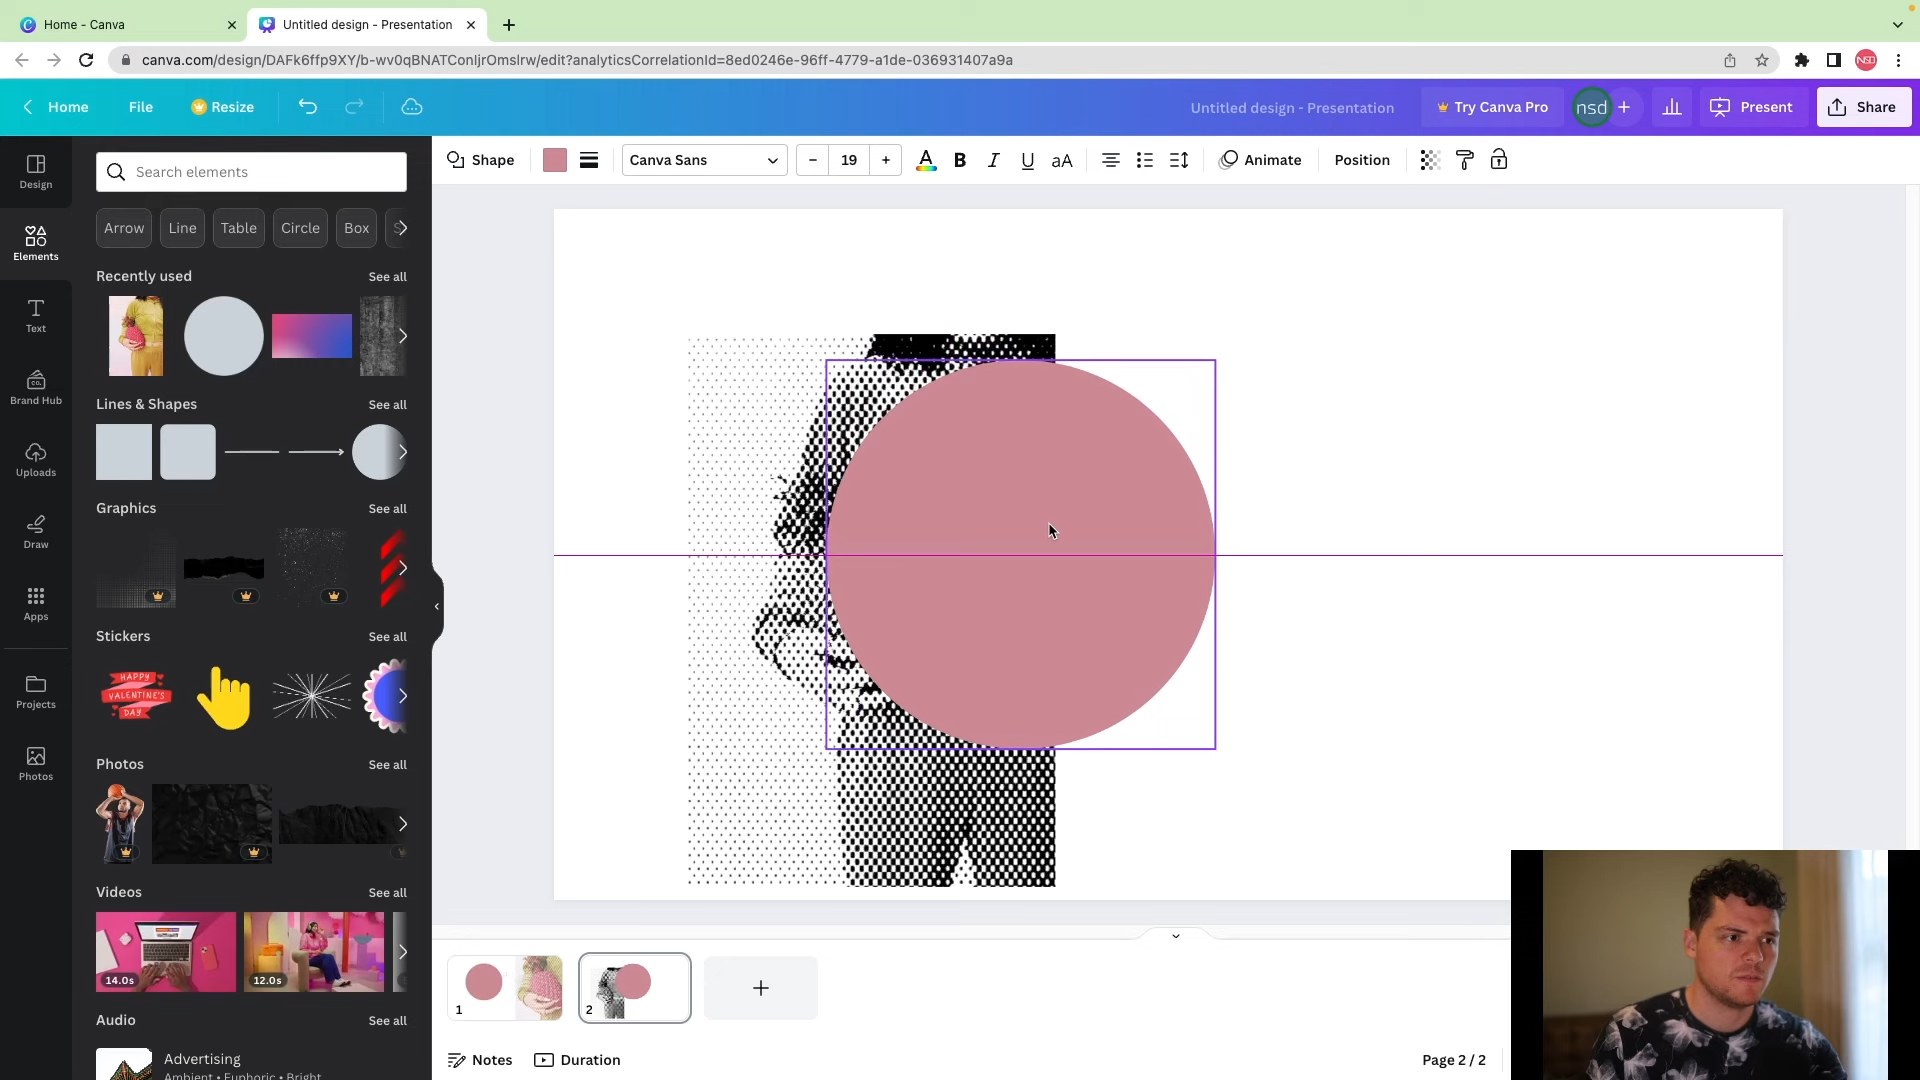 Home - Canva
Untitled design - Presentation
canva.com/design/DAFk6ffp9XY/b-wv0qBNATConIjrOmslrw/edit?analyticsCorrelationId=8ed0246e-96ff-4779-a1de-036931407a9a
NSD
Home
File
Resize
Untitled design - Presentation
Try Canva Pro
nsd
Present
Share
Design
Elements
Text
Brand Hub
Uploads
Draw
Apps
Projects
Photos
Search elements
Arrow
Line
Table
Circle
Box
Recently used
See all
Lines & Shapes
See all
Graphics
See all
Stickers
See all
HAPPY
VALENTINE'S
DAY
Photos
See all
Videos
See all
14.0s
12.0s
Audio
See all
Advertising
Ambient • Euphoric • Bright
Shape
Canva Sans
19
A
B
I
U
aA
Animate
Position
1
2
Notes
Duration
Page 2 / 2